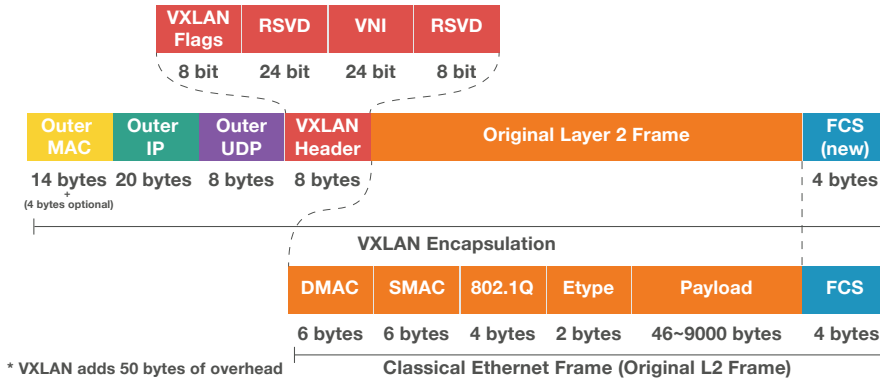 VXLAN Flags RSVD VNI RSVD
8 bit 24 bit 24 bit 8 bit
Outer MAC Outer IP Outer UDP VXLAN Header Original Layer 2 Frame FCS (new)
14 bytes 20 bytes 8 bytes 8 bytes 4 bytes
+
(4 bytes optional)
VXLAN Encapsulation
DMAC SMAC 802.1Q Etype Payload FCS
6 bytes 6 bytes 4 bytes 2 bytes 46~9000 bytes 4 bytes
* VXLAN adds 50 bytes of overhead
Classical Ethernet Frame (Original L2 Frame)